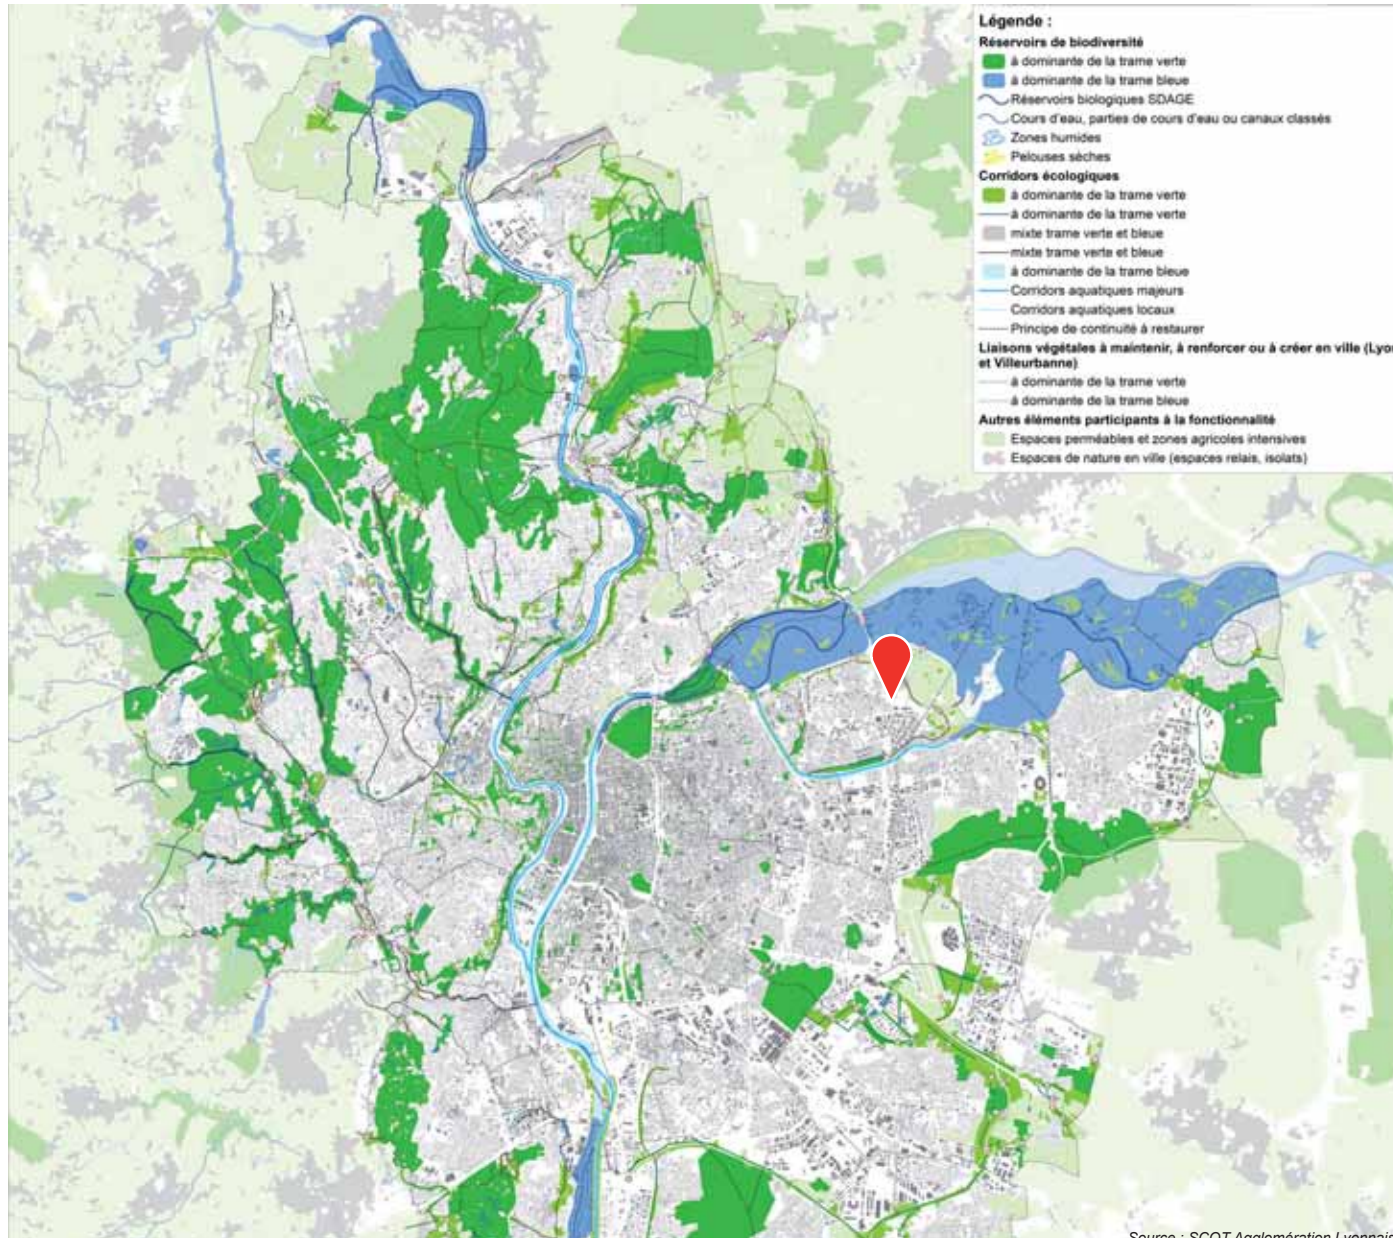 Légende :
Réservoirs de biodiversité
à dominante de la trame verte
à dominante de la trame bleue
Réservoirs biologiques SDAGE
Cours d'eau, parties de cours d'eau ou canaux classés
Zones humides
Pelouses sèches
Corridors écologiques
à dominante de la trame verte
à dominante de la trame verte
mixte trame verte et bleue
mixte trame verte et bleue
à dominante de la trame bleue
Corridors aquatiques majeurs
Corridors aquatiques locaux
Principe de continuité à restaurer
Liaisons végétales à maintenir, à renforcer ou à créer en ville (Lyon
et Villeurbanne)
à dominante de la trame verte
à dominante de la trame bleue
Autres éléments participants à la fonctionnalité
Espaces perméables et zones agricoles intensives
Espaces de nature en ville (espaces relais, isolats)
Source : SCOT Agglomération Lyonnais